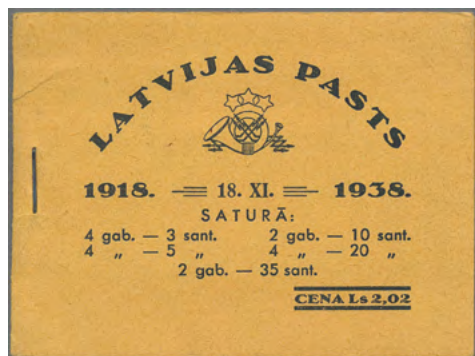 LATVIJAS PASTS
1918. 18. XI. 1938.
SATURĀ:
4 gab. — 3 sant. 2 gab. — 10 sant.
4 „ — 5 „ 4 „ — 20 „
2 gab. — 35 sant.
CENA Ls 2,02